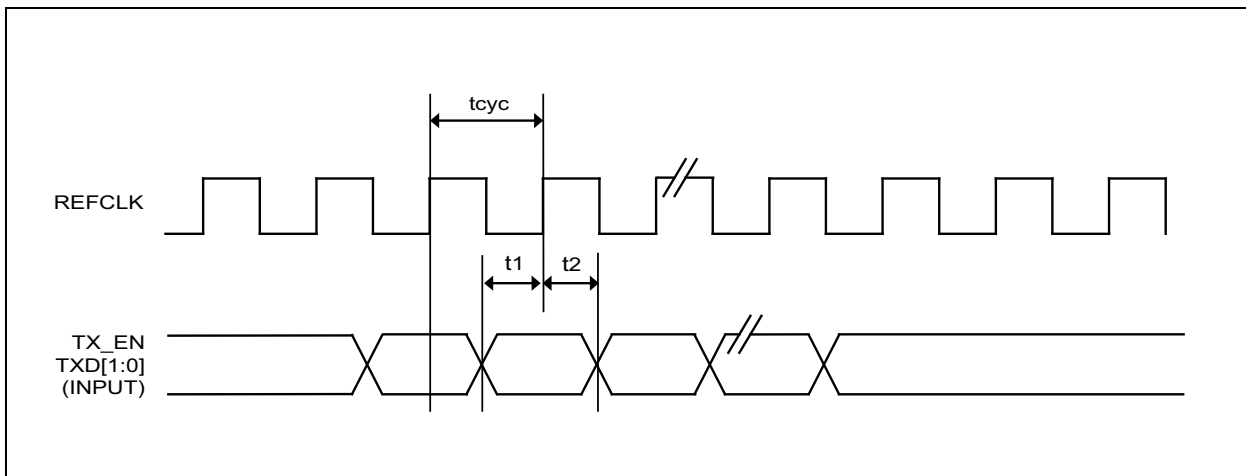 tcyc
REFCLK
t1
t2
TX_EN
TXD[1:0]
(INPUT)